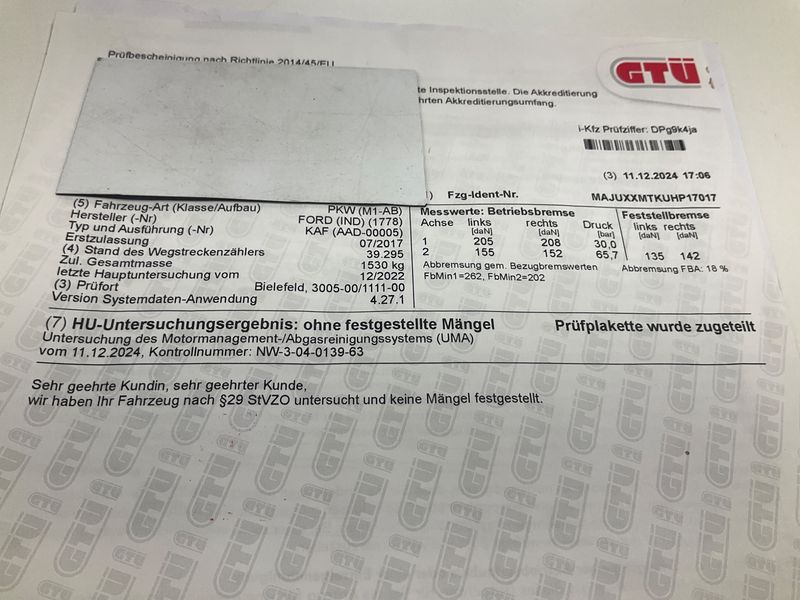 Prüfbescheinigung nach Richtlinie 2014/45/EU
GTÜ
te Inspektionsstelle. Die Akkreditierung
hrten Akkreditierungsumfang.
i-Kfz Prüfziffer: DPg9k4ja
(3) 11.12.2024 17:06
) Fzg-Ident-Nr. MAJUXXMTKUHP17017
(5) Fahrzeug-Art (Klasse/Aufbau) PKW (M1-AB)
Hersteller (-Nr) FORD (IND) (1778)
Typ und Ausführung (-Nr) KAF (AAD-00005)
Erstzulassung 07/2017
(4) Stand des Wegstreckenzählers 39.295
Zul. Gesamtmasse 1530 kg
letzte Hauptuntersuchung vom 12/2022
(3) Prüfort Bielefeld, 3005-00/1111-00
Version Systemdaten-Anwendung 4.27.1
Messwerte: Betriebsbremse
Achse links rechts Druck
[daN] [daN] [bar]
1 205 208 30,0
2 155 152 65,7
Abbremsung gem. Bezugbremswerten
FbMin1=262, FbMin2=202
Feststellbremse
links rechts
[daN] [daN]
135 142
Abbremsung FBA: 18 %
(7) HU-Untersuchungsergebnis: ohne festgestellte Mängel Prüfplakette wurde zugeteilt
Untersuchung des Motormanagement-/Abgasreinigungssystems (UMA)
vom 11.12.2024, Kontrollnummer: NW-3-04-0139-63
Sehr geehrte Kundin, sehr geehrter Kunde,
wir haben Ihr Fahrzeug nach §29 StVZO untersucht und keine Mängel festgestellt.